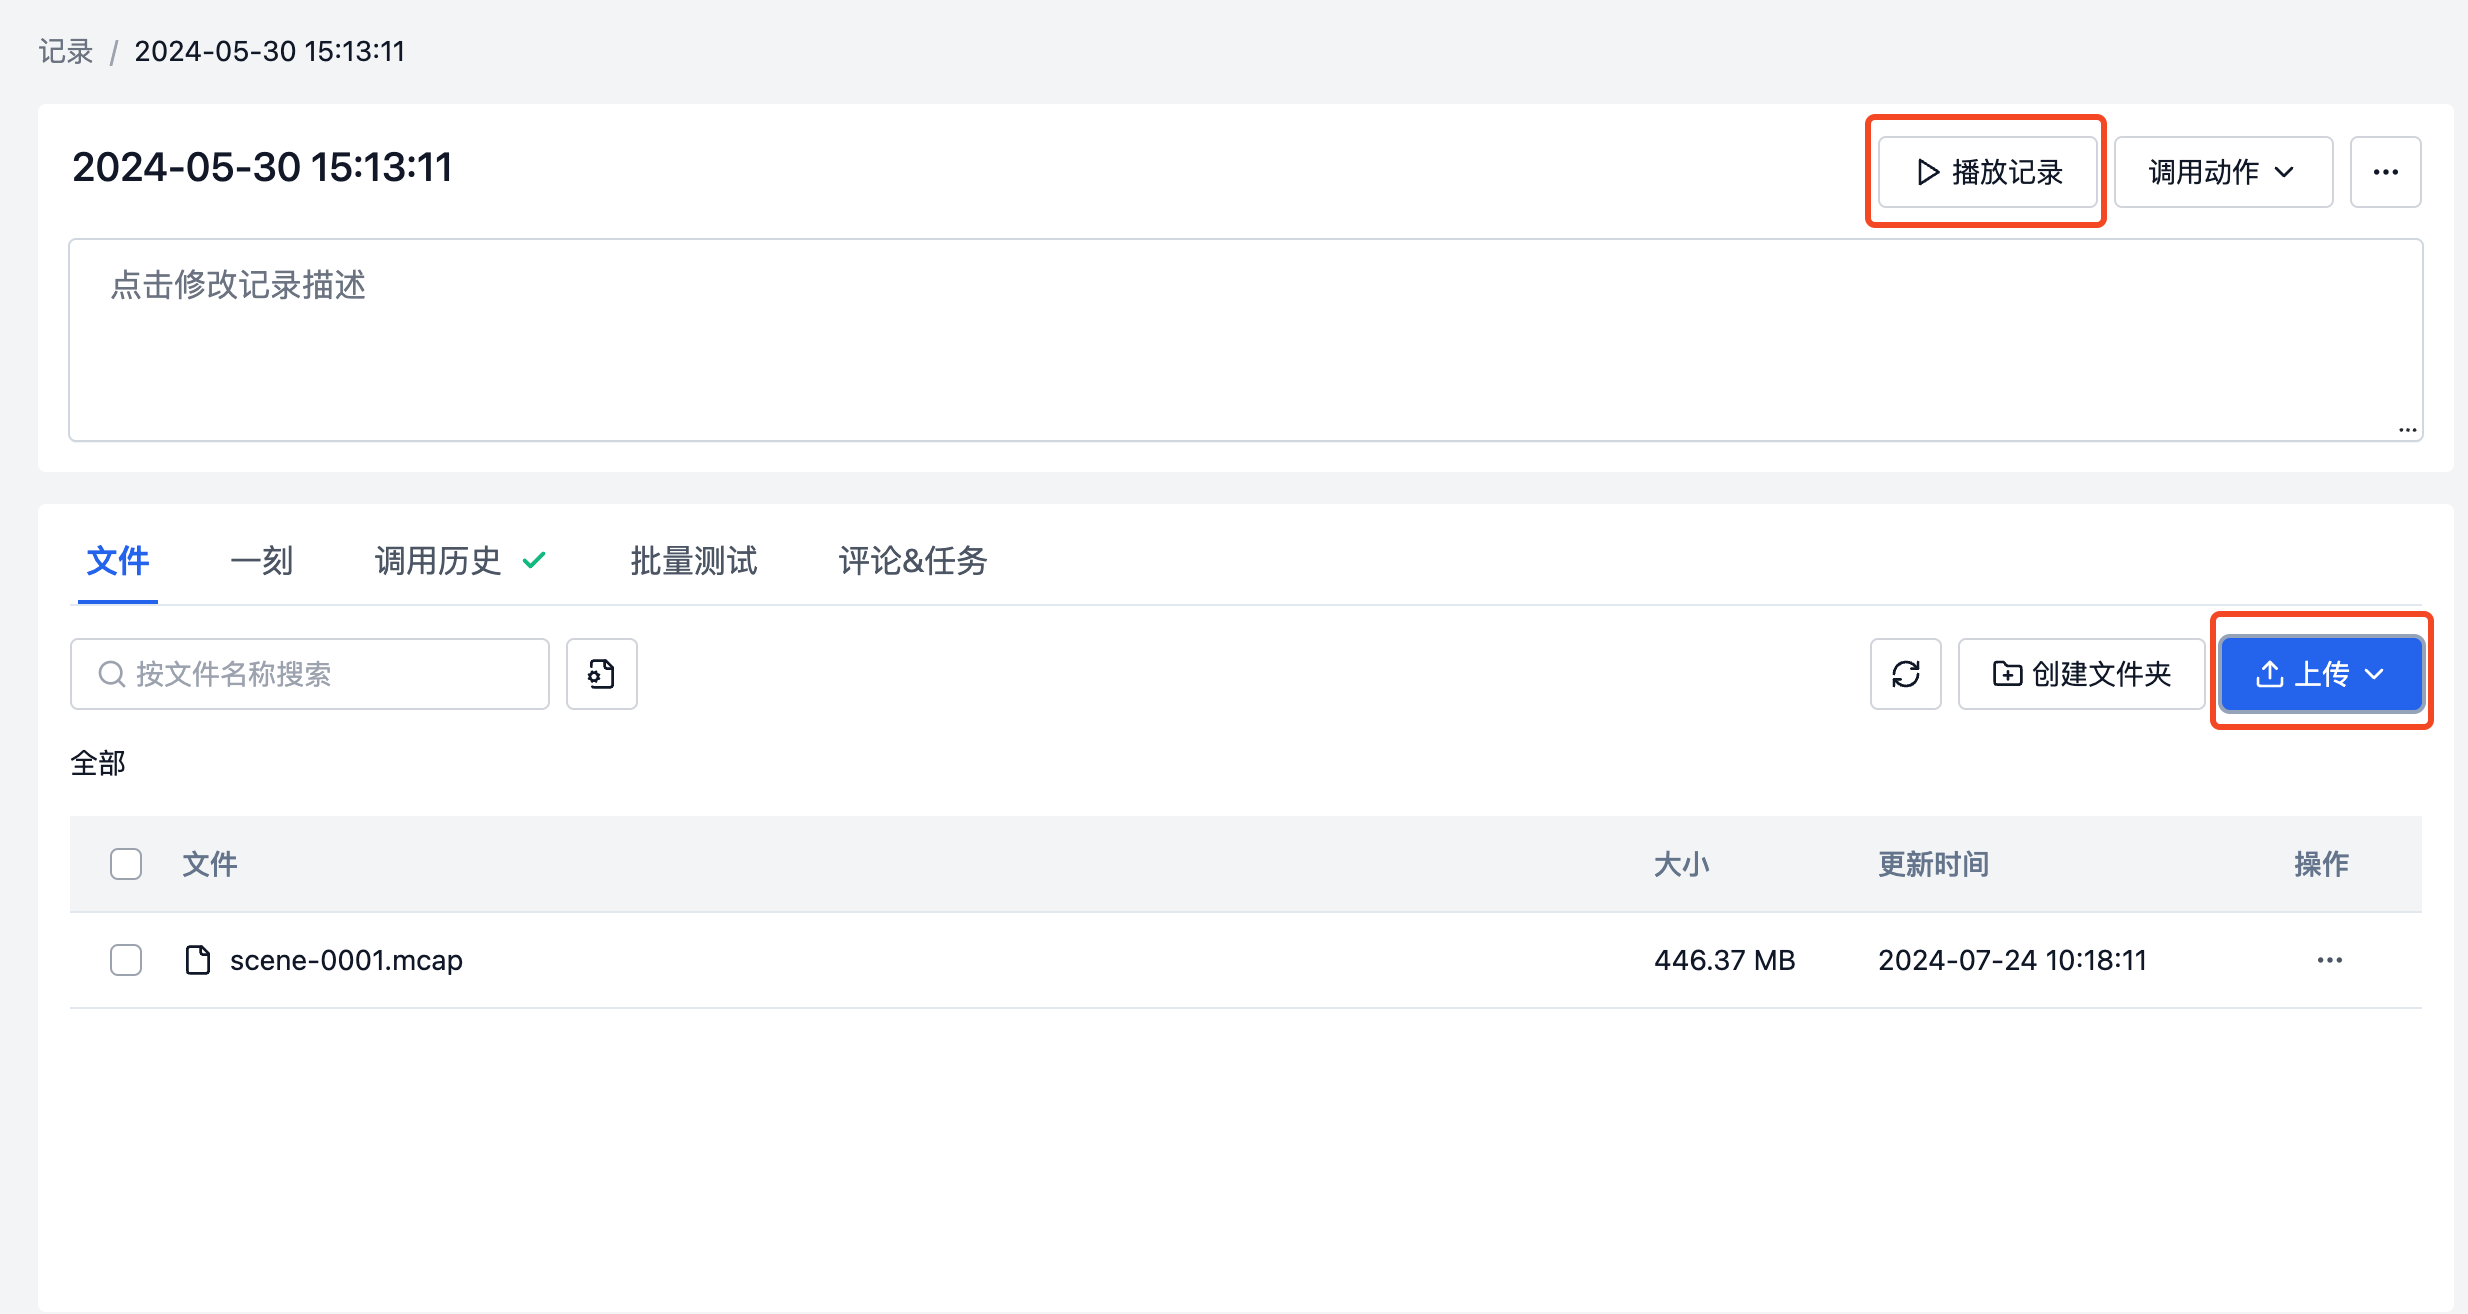 记录 / 2024-05-30 15:13:11
2024-05-30 15:13:11
播放记录
调用动作
点击修改记录描述
文件 一刻 调用历史 批量测试 评论&任务
按文件名称搜索
创建文件夹
上传
全部
文件 大小 更新时间 操作
scene-0001.mcap 446.37 MB 2024-07-24 10:18:11